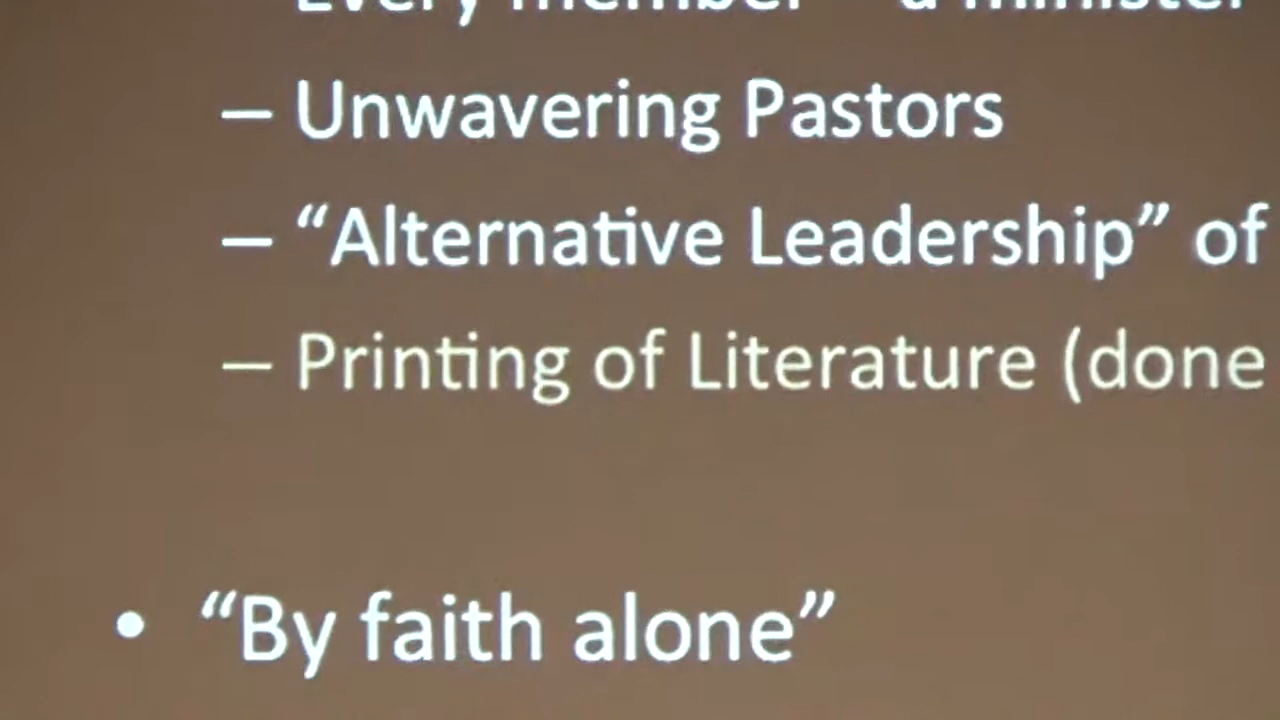 Every member – a minister
– Unwavering Pastors
– “Alternative Leadership” of
– Printing of Literature (done
• “By faith alone”